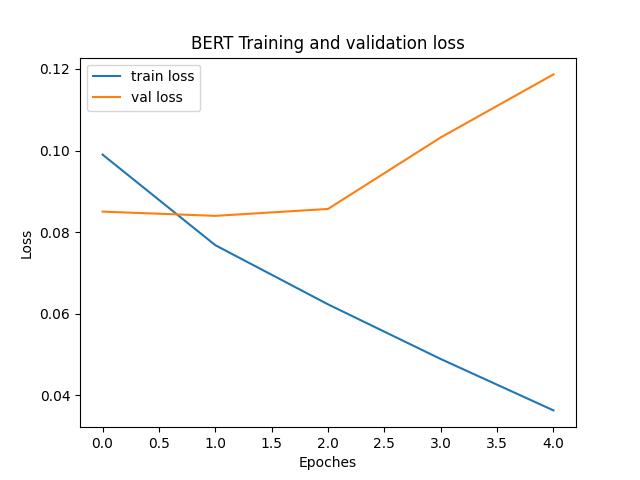 BERT Training and validation loss
train loss
val loss
0.12
0.10
0.08
0.06
0.04
Loss
0.0 0.5 1.0 1.5 2.0 2.5 3.0 3.5 4.0
Epoches